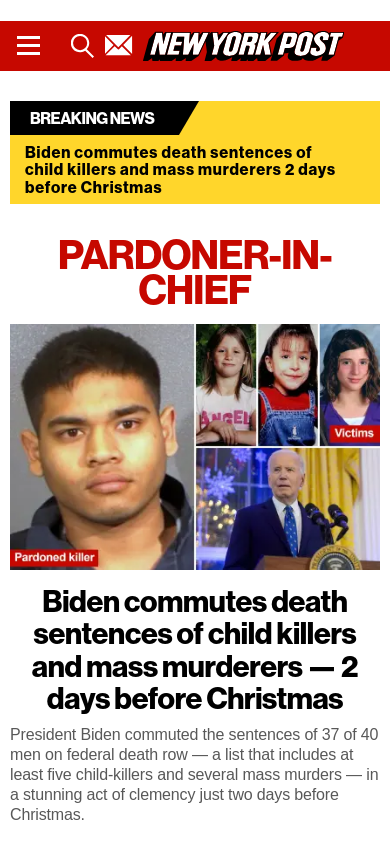 NEW YORK POST
BREAKING NEWS
Biden commutes death sentences of
child killers and mass murderers 2 days
before Christmas
PARDONER-IN-
CHIEF
ANGEL
Victims
Pardoned killer
Biden commutes death
sentences of child killers
and mass murderers — 2
days before Christmas
President Biden commuted the sentences of 37 of 40
men on federal death row — a list that includes at
least five child-killers and several mass murders — in
a stunning act of clemency just two days before
Christmas.